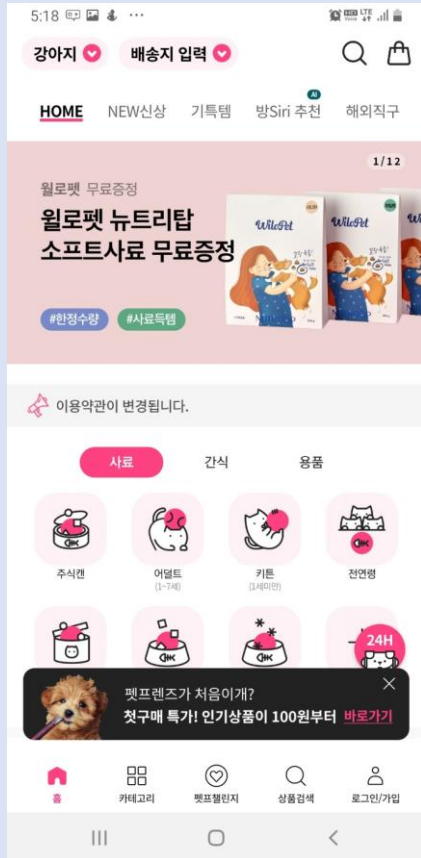 5:18
강아지
배송지 입력
HOME
NEW신상
기특템
방Siri 추천
AI
해외직구
1/12
윌로펫 무료증정
윌로펫 뉴트리탑
소프트사료 무료증정
#한정수량
#사료득템
WiloPet
WiloPet
이용약관이 변경됩니다.
사료
간식
용품
주식캔
어덜트
(1~7세)
키튼
(1세미만)
전연령
24H
펫프렌즈가 처음이개?
첫구매 특가! 인기상품이 100원부터 바로가기
홈
카테고리
펫프챌린지
상품검색
로그인/가입